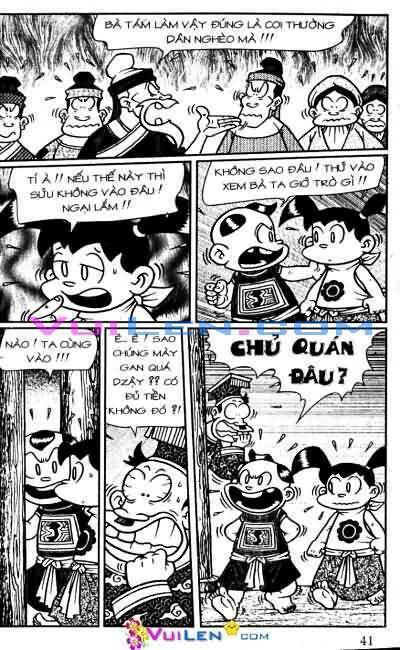 BÀ TÁM LÀM VẬY ĐÚNG LÀ COI THƯỜNG
DÂN NGHÈO MÀ !!!
TÍ À !! NẾU THẾ NÀY THÌ
SỬU KHÔNG VÀO ĐÂU !
NGẠI LẮM !!
KHÔNG SAO ĐÂU ! THỬ VÀO
XEM BÀ TA GIỞ TRÒ GÌ !!
NÀO ! TA CÙNG
VÀO !!!
Ê.. Ê ! SAO
CHÚNG MÀY
GAN QUÁ
DZẬY ?? CÓ
ĐỦ TIỀN
KHÔNG ĐÓ ?!
CHỦ QUÁN
ĐÂU ?
VUILEN.COM
41
VUILEN.COM